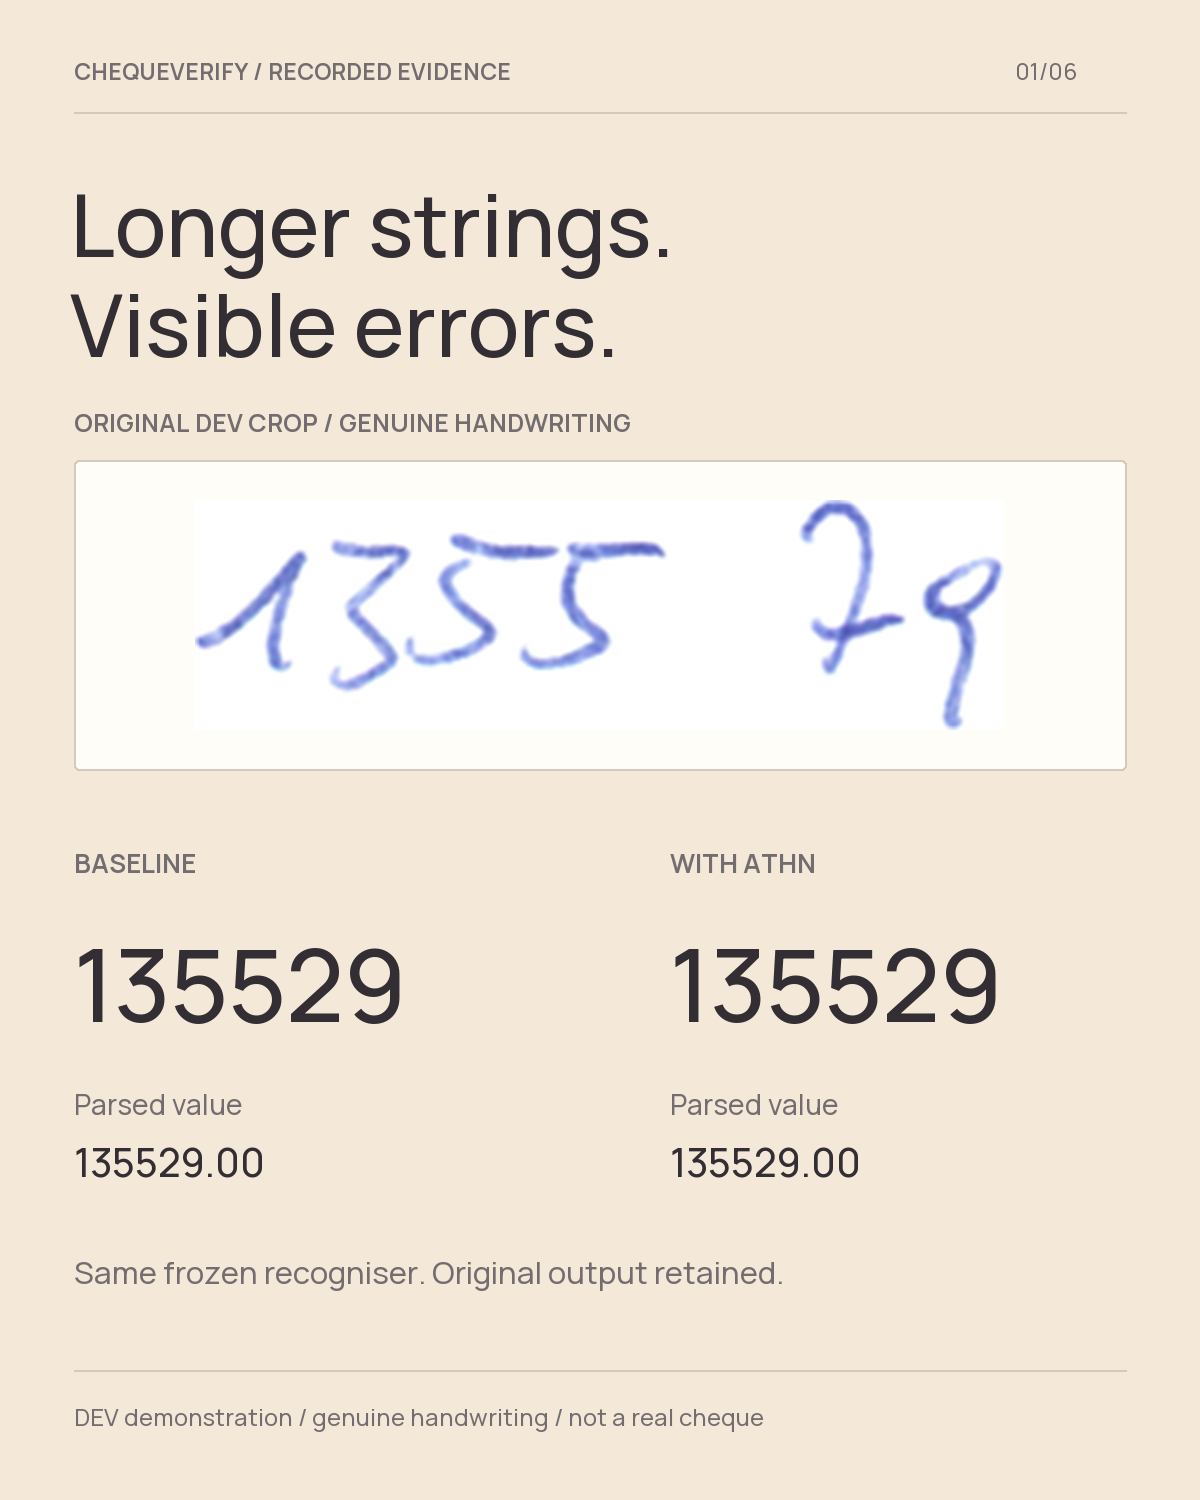 CHEQUEVERIFY / RECORDED EVIDENCE 01/06
Longer strings.
Visible errors.
ORIGINAL DEV CROP / GENUINE HANDWRITING
1355 79
BASELINE WITH ATHN
135529 135529
Parsed value Parsed value
135529.00 135529.00
Same frozen recogniser. Original output retained.
DEV demonstration / genuine handwriting / not a real cheque